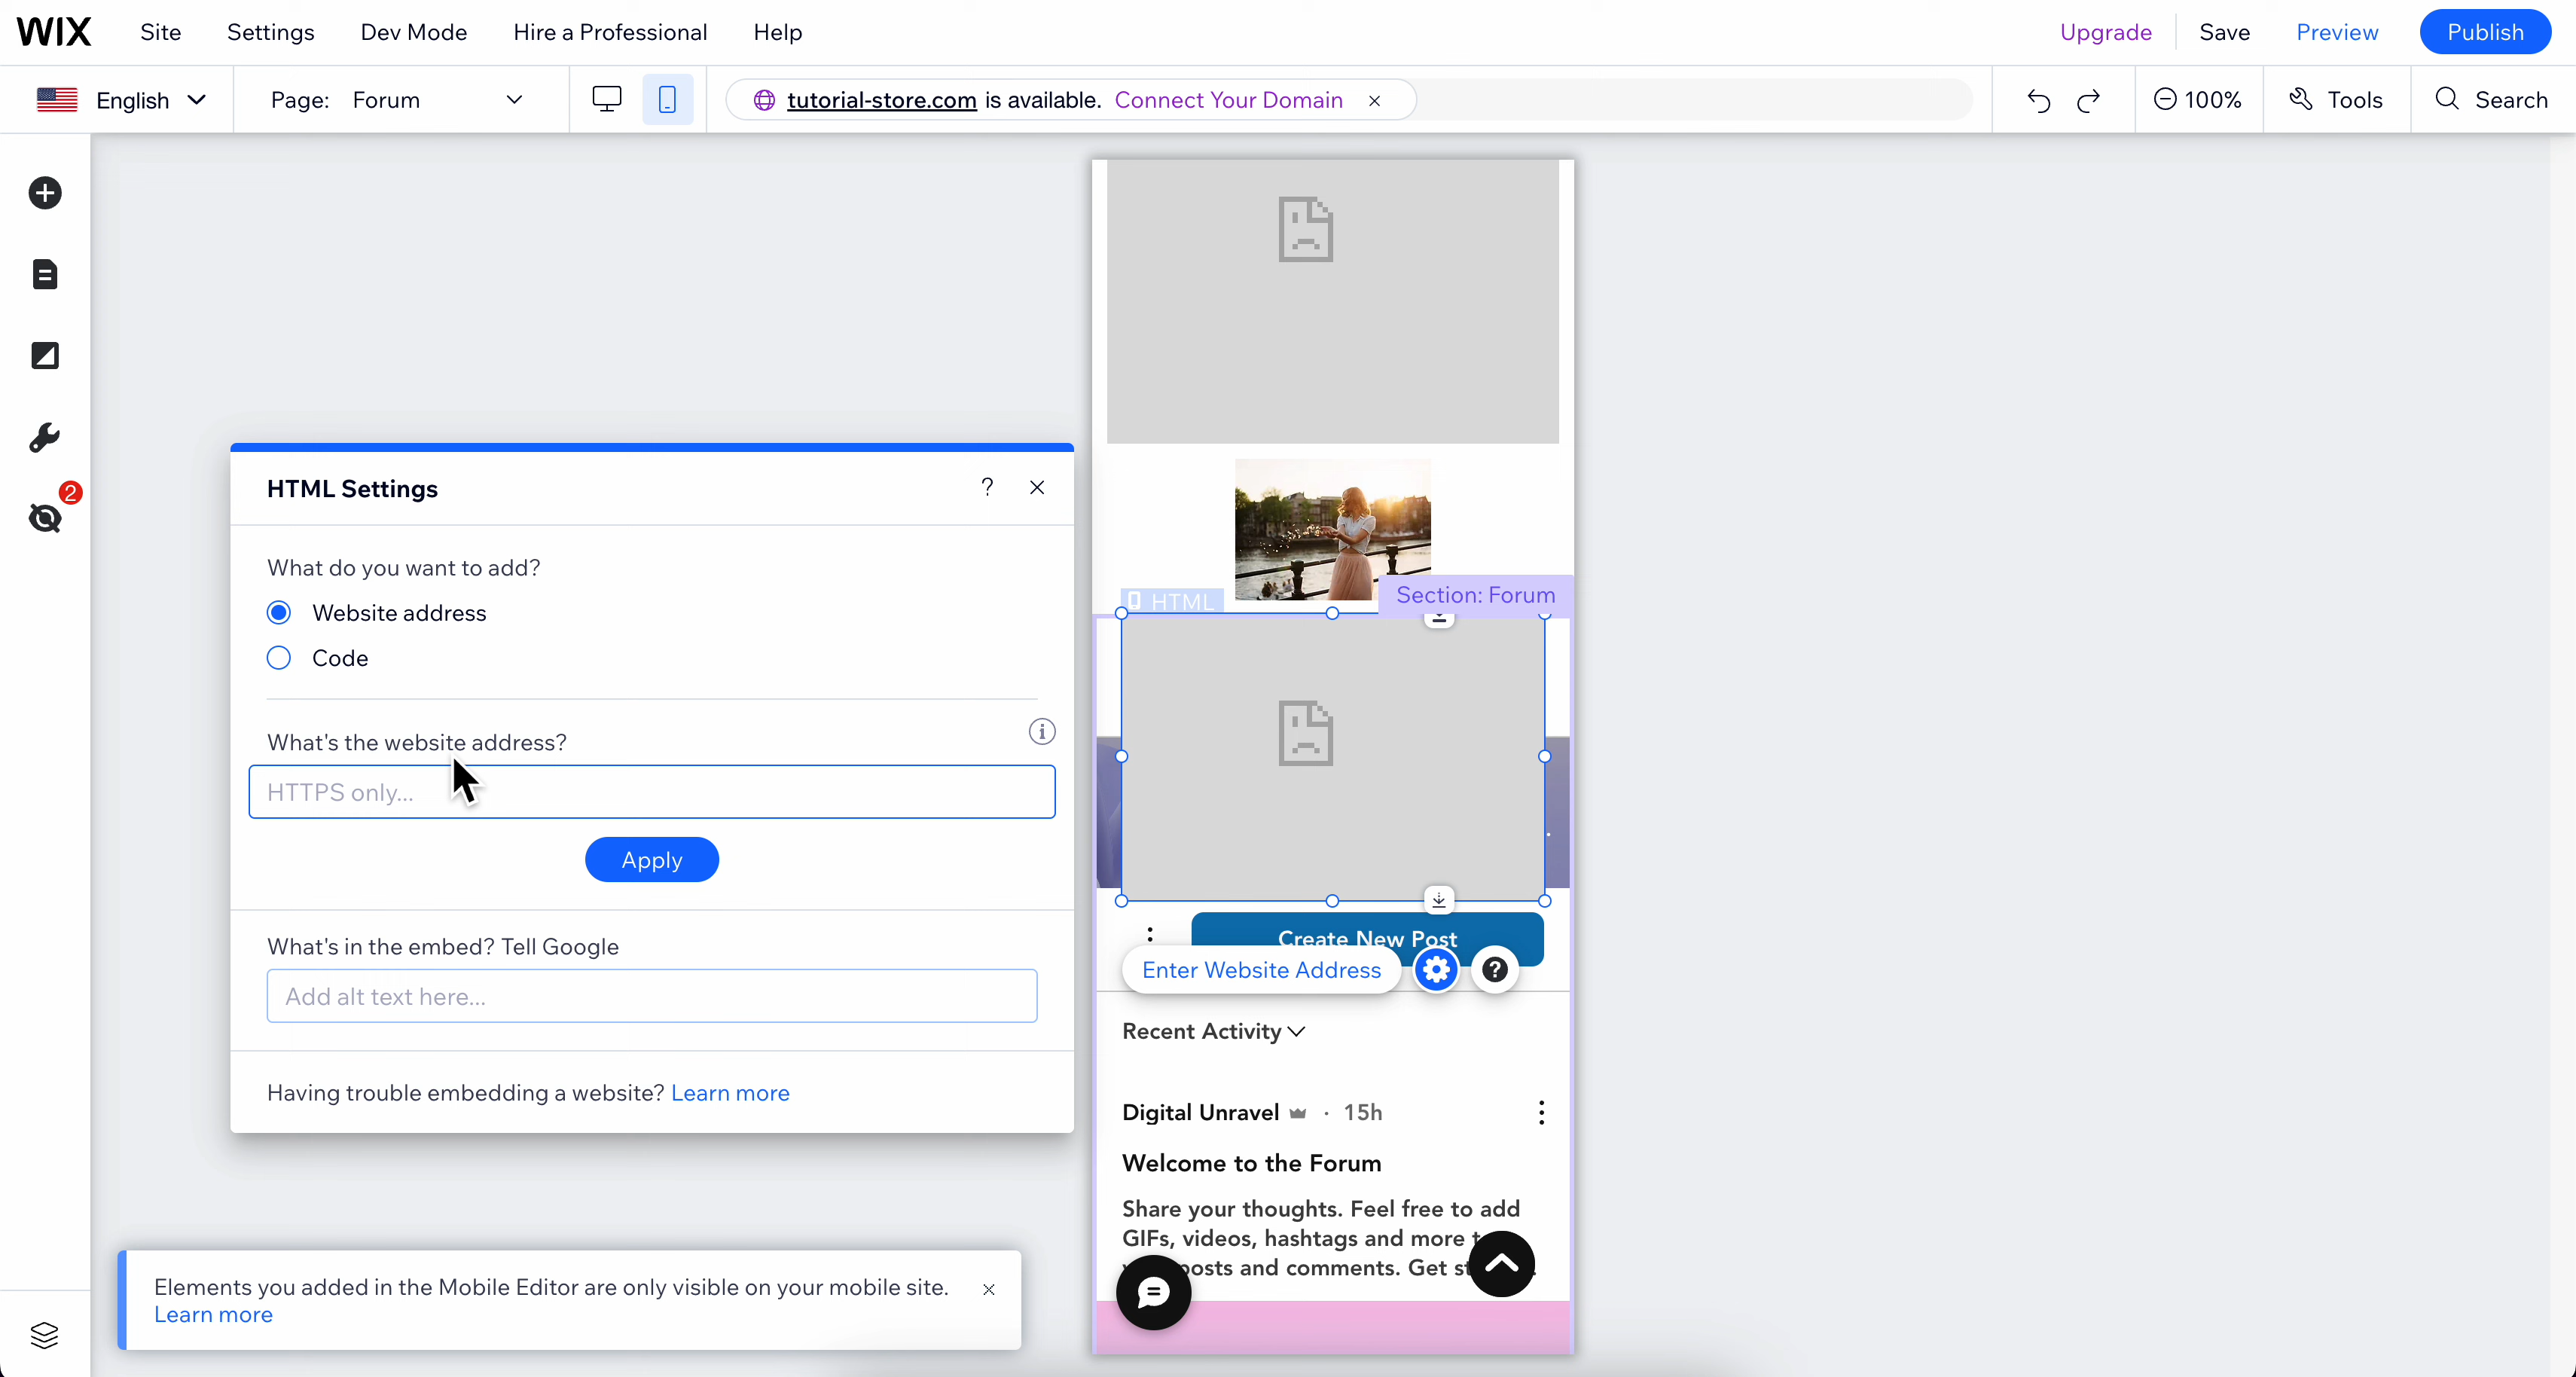 WIX
Site
Settings
Dev Mode
Hire a Professional
Help
Upgrade
Save
Preview
Publish
English
Page: Forum
tutorial-store.com is available. Connect Your Domain
100%
Tools
Search
2
HTML Settings
?
What do you want to add?
Website address
Code
What's the website address?
HTTPS only...
Apply
What's in the embed? Tell Google
Add alt text here...
Having trouble embedding a website? Learn more
Elements you added in the Mobile Editor are only visible on your mobile site.
Learn more
HTML
Section: Forum
Create New Post
Enter Website Address
?
Recent Activity
Digital Unravel · 15h
Welcome to the Forum
Share your thoughts. Feel free to add
GIFs, videos, hashtags and more
posts and comments. Get